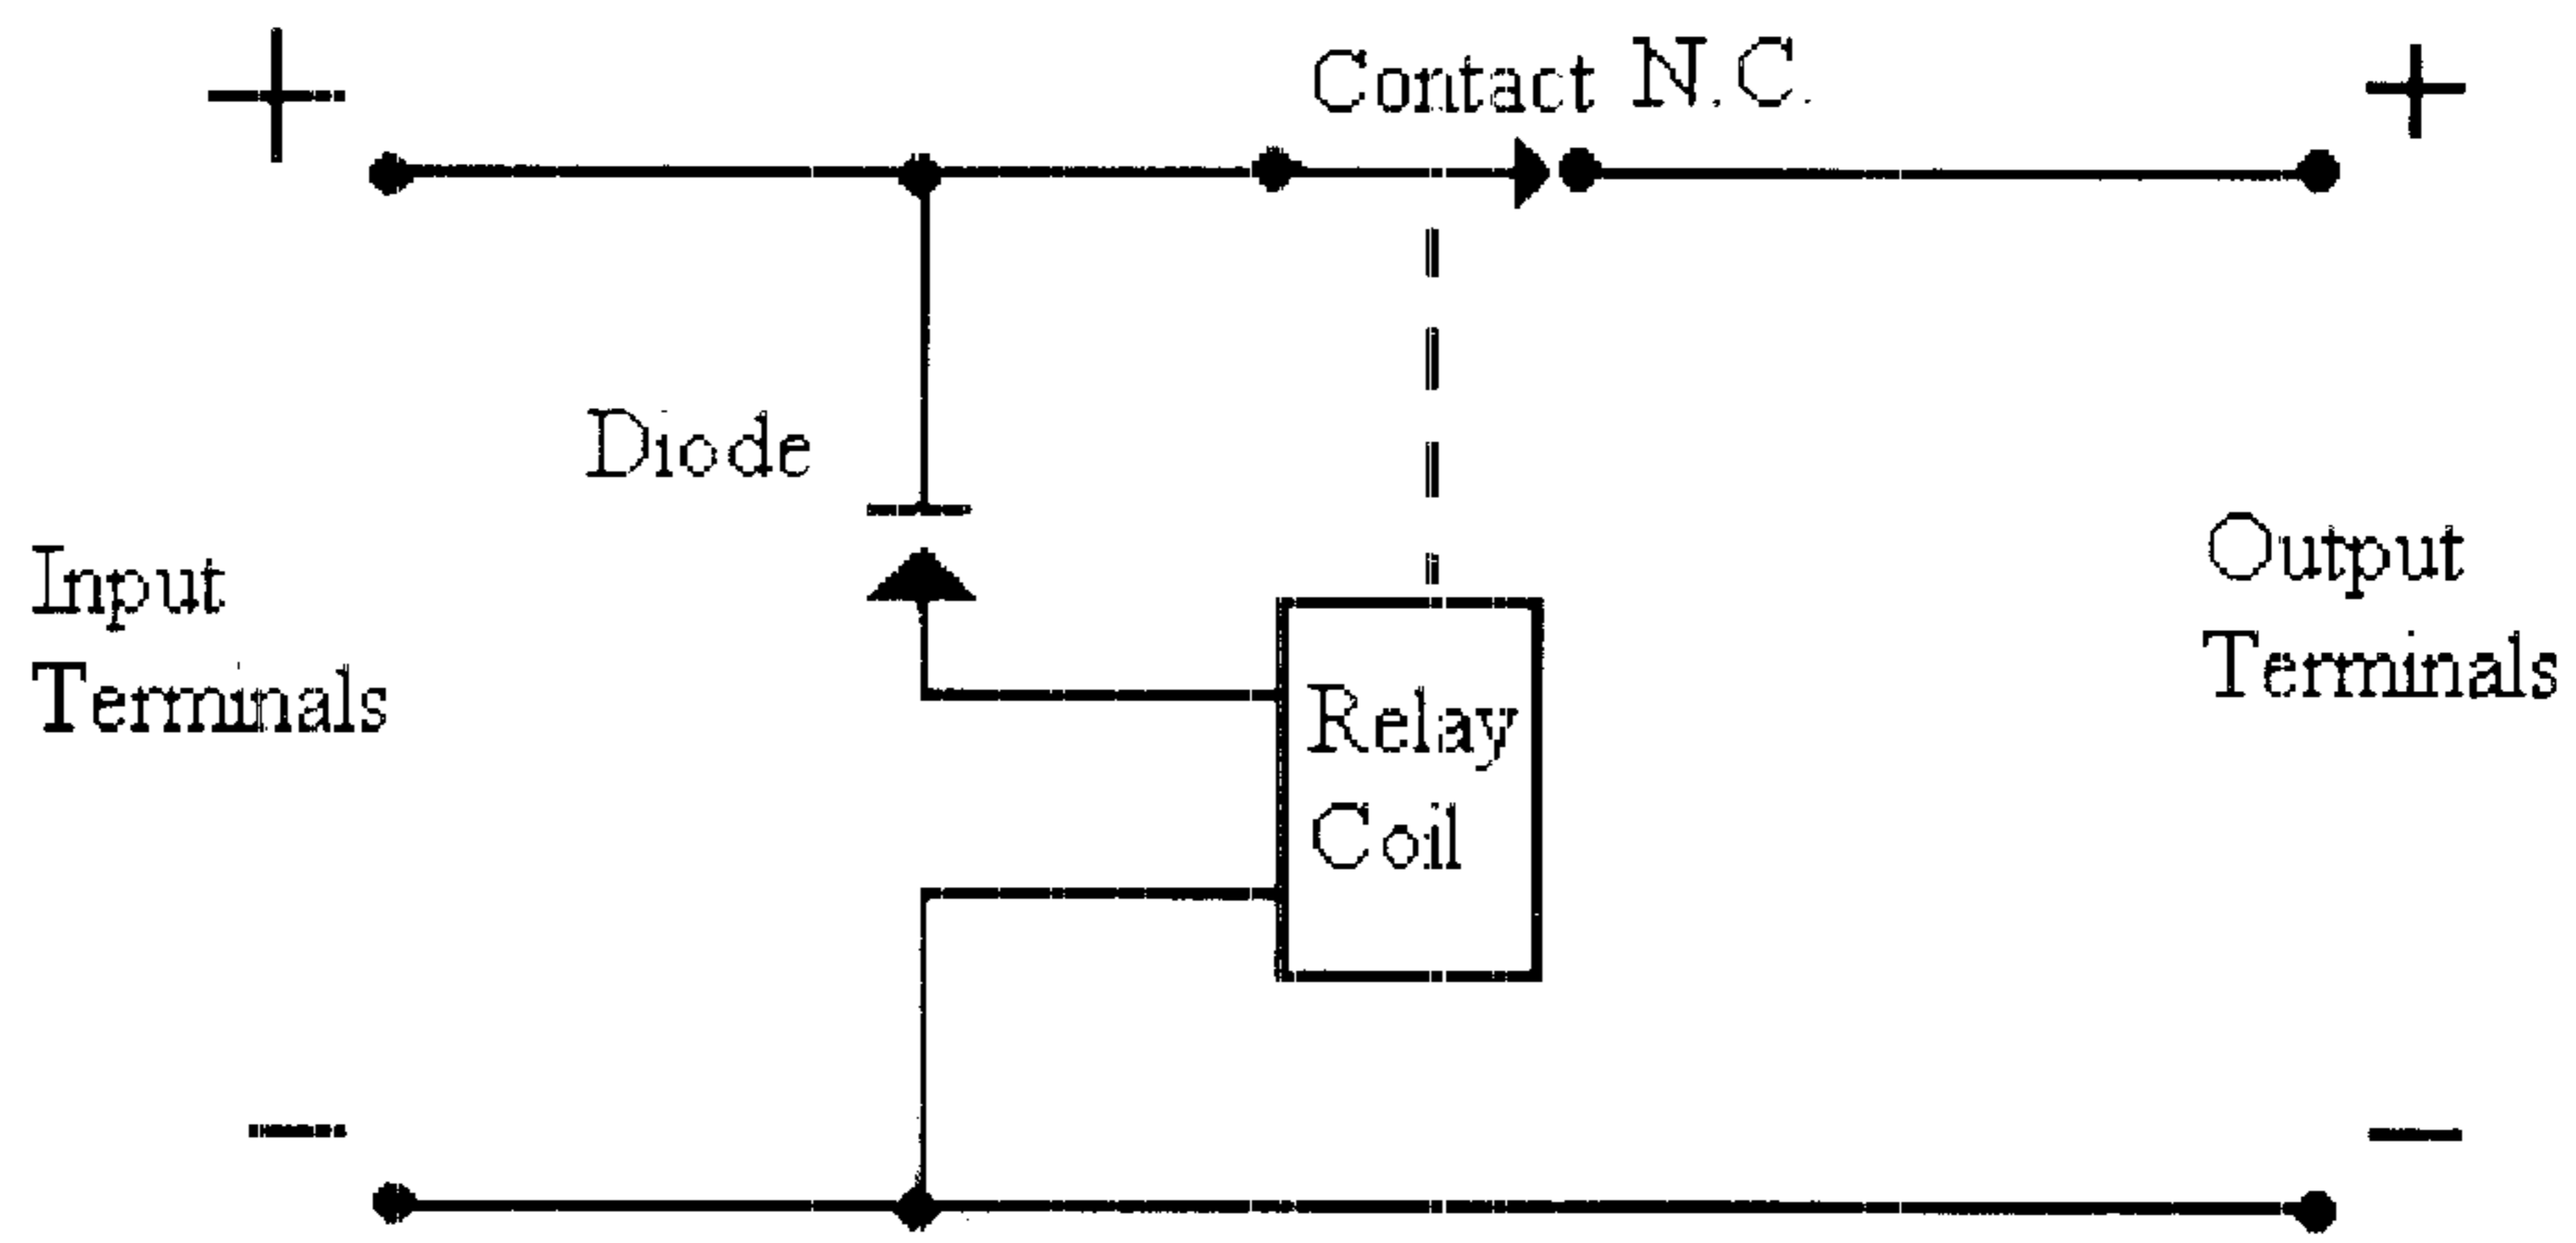 +
Contact N.C.
+
Diode
Input
Terminals
Relay
Coil
Output
Terminals
−
−